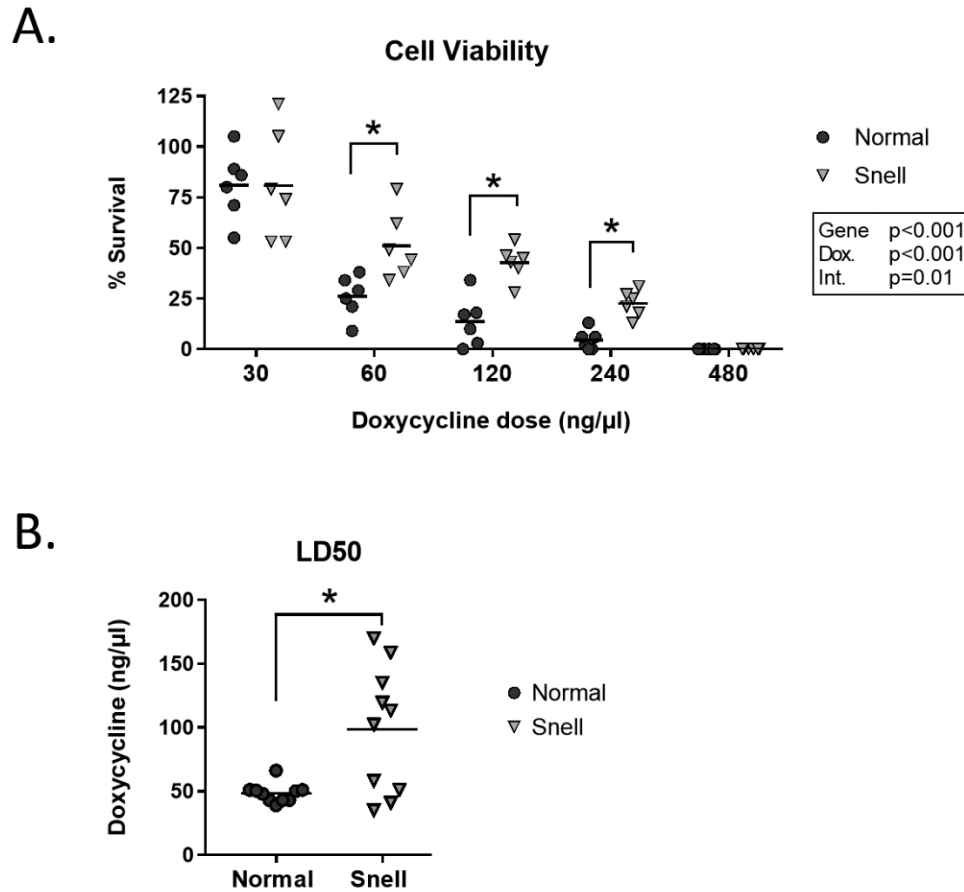 A.
Cell Viability
125
100
75
50
25
0
% Survival
*
*
*
30 60 120 240 480
Doxycycline dose (ng/µl)
Normal
Snell
Gene p<0.001
Dox. p<0.001
Int. p=0.01
B.
LD50
200
150
100
50
0
Doxycycline (ng/µl)
*
Normal Snell
Normal
Snell